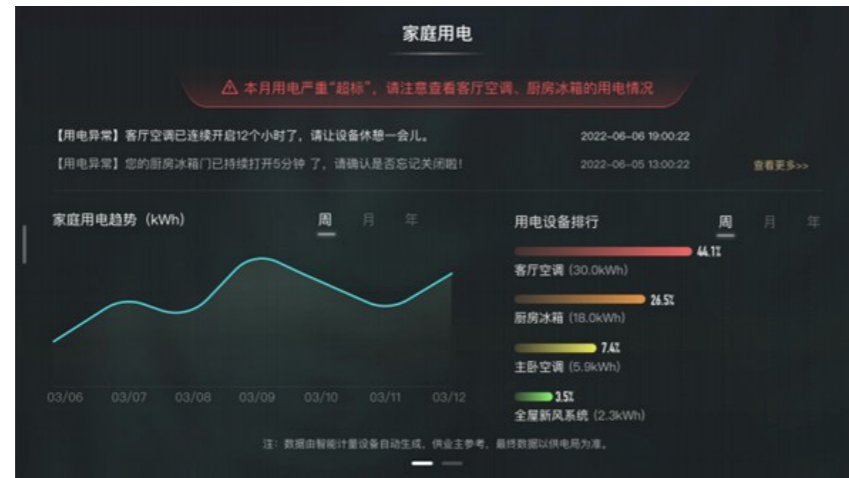 家庭用电
本月用电严重“超标”，请注意查看客厅空调、厨房冰箱的用电情况
【用电异常】客厅空调已连续开启12个小时了，请让设备休憩一会儿。 2022-06-06 19:00:22
【用电异常】您的厨房冰箱门已持续打开5分钟 了，请确认是否忘记关闭啦！ 2022-06-05 13:00:22 查看更多>>
家庭用电趋势（kWh） 周 月 年
用电设备排行 周 月 年
44.1%
客厅空调（30.0kWh）
26.5%
厨房冰箱（18.0kWh）
7.4%
主卧空调（5.9kWh）
3.5%
全屋新风系统（2.3kWh）
03/06 03/07 03/08 03/09 03/10 03/11 03/12
注：数据由智能计量设备自动生成，供业主参考，最终数据以供电局为准。